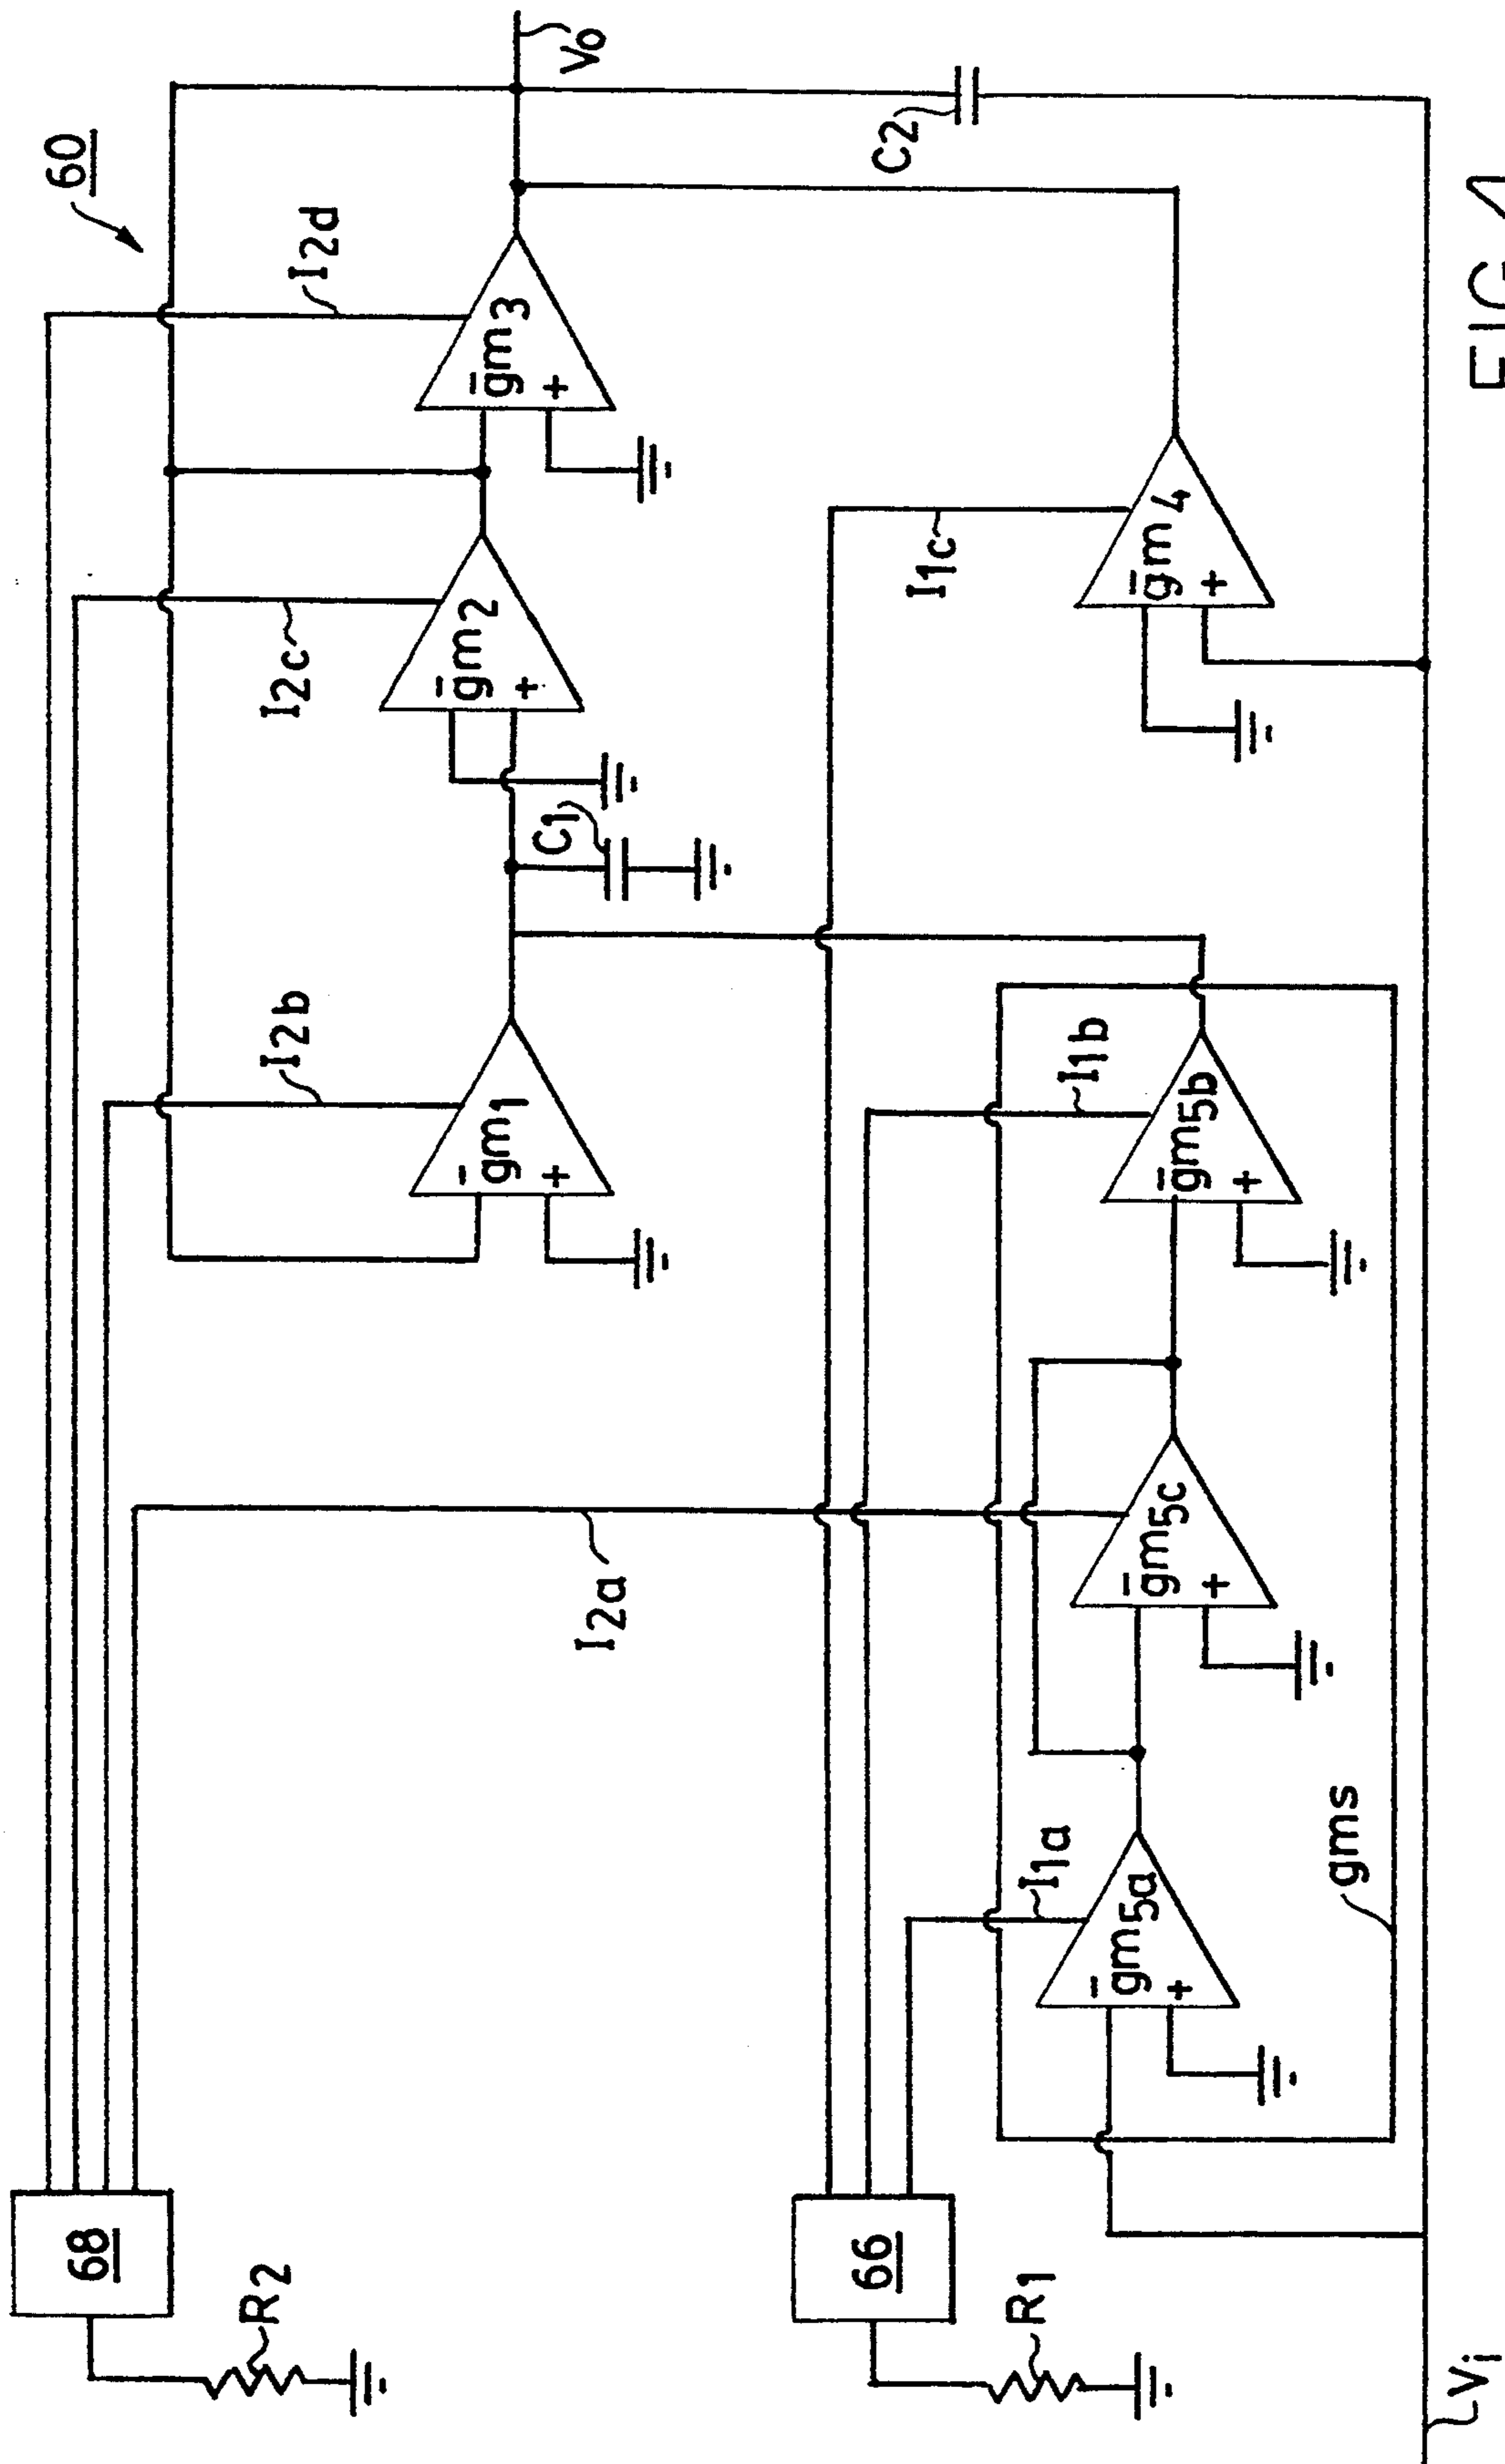 60
68
R2
I2d
I2c
I2b
I2a
Vo
gm3
- +
gm2
- +
gm1
- +
C1
C2
66
R1
I1c
I1b
I1a
gm4
- +
gm5b
- +
gm5c
- +
gm5a
- +
gms
Vi